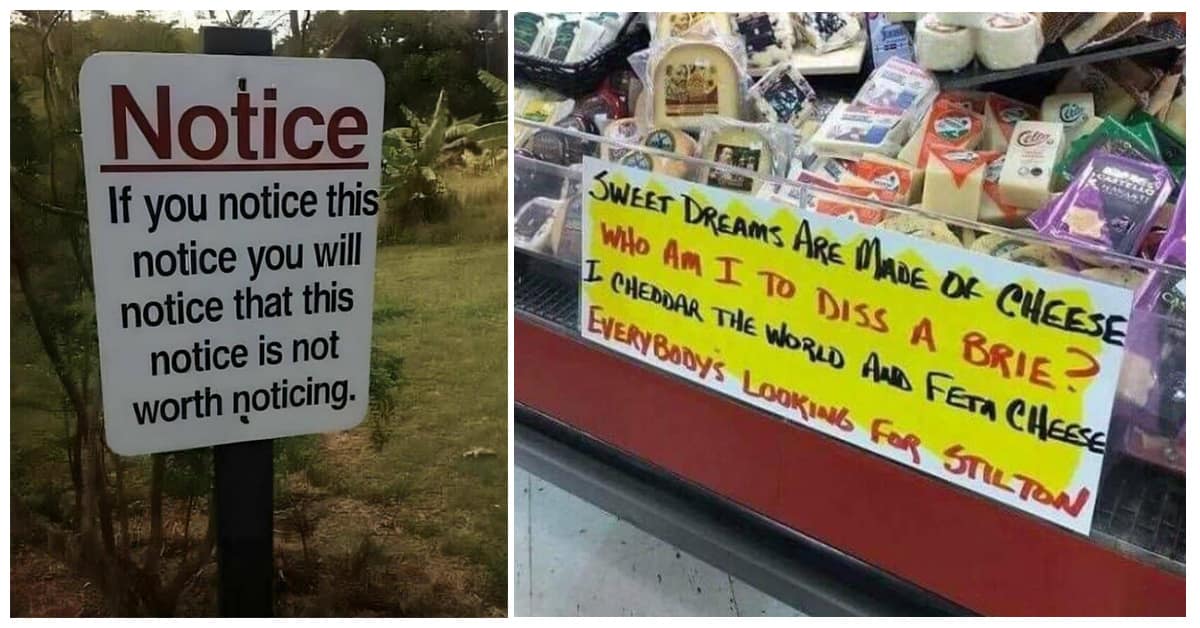 Notice
If you notice this
notice you will
notice that this
notice is not
worth noticing.
SWEET DREAMS ARE MADE OF CHEESE
WHO AM I TO DISS A BRIE?
I CHEDDAR THE WORLD AND FETA CHEESE
EVERYBODY'S LOOKING FOR STILTON